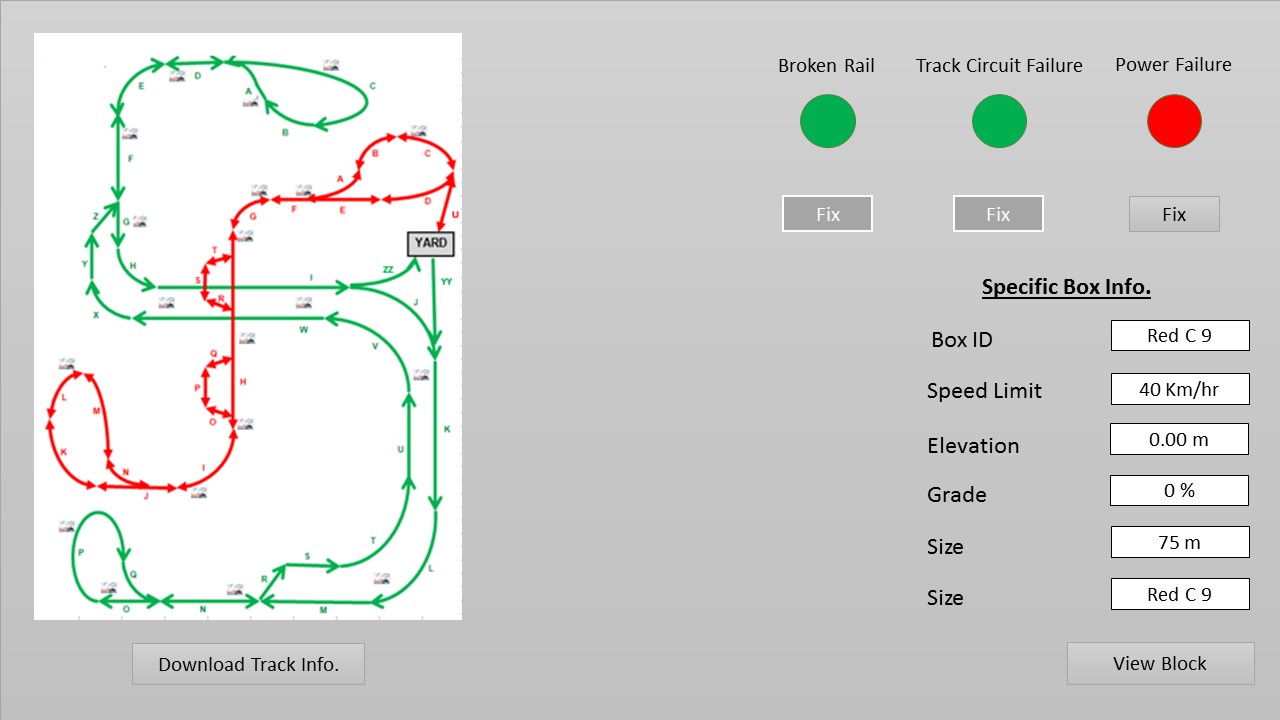 Broken Rail
Track Circuit Failure
Power Failure
Fix
Fix
Fix
Specific Box Info.
Box ID
Red C 9
Speed Limit
40 Km/hr
Elevation
0.00 m
Grade
0 %
Size
75 m
Size
Red C 9
View Block
Download Track Info.
E
D
C
A
B
F
Z
G
Y
H
I
ZZ
YARD
YY
J
X
W
V
K
U
T
S
R
L
P
Q
O
N
M
A
B
C
D
E
F
G
U
T
S
R
Q
P
O
H
I
L
M
K
N
J